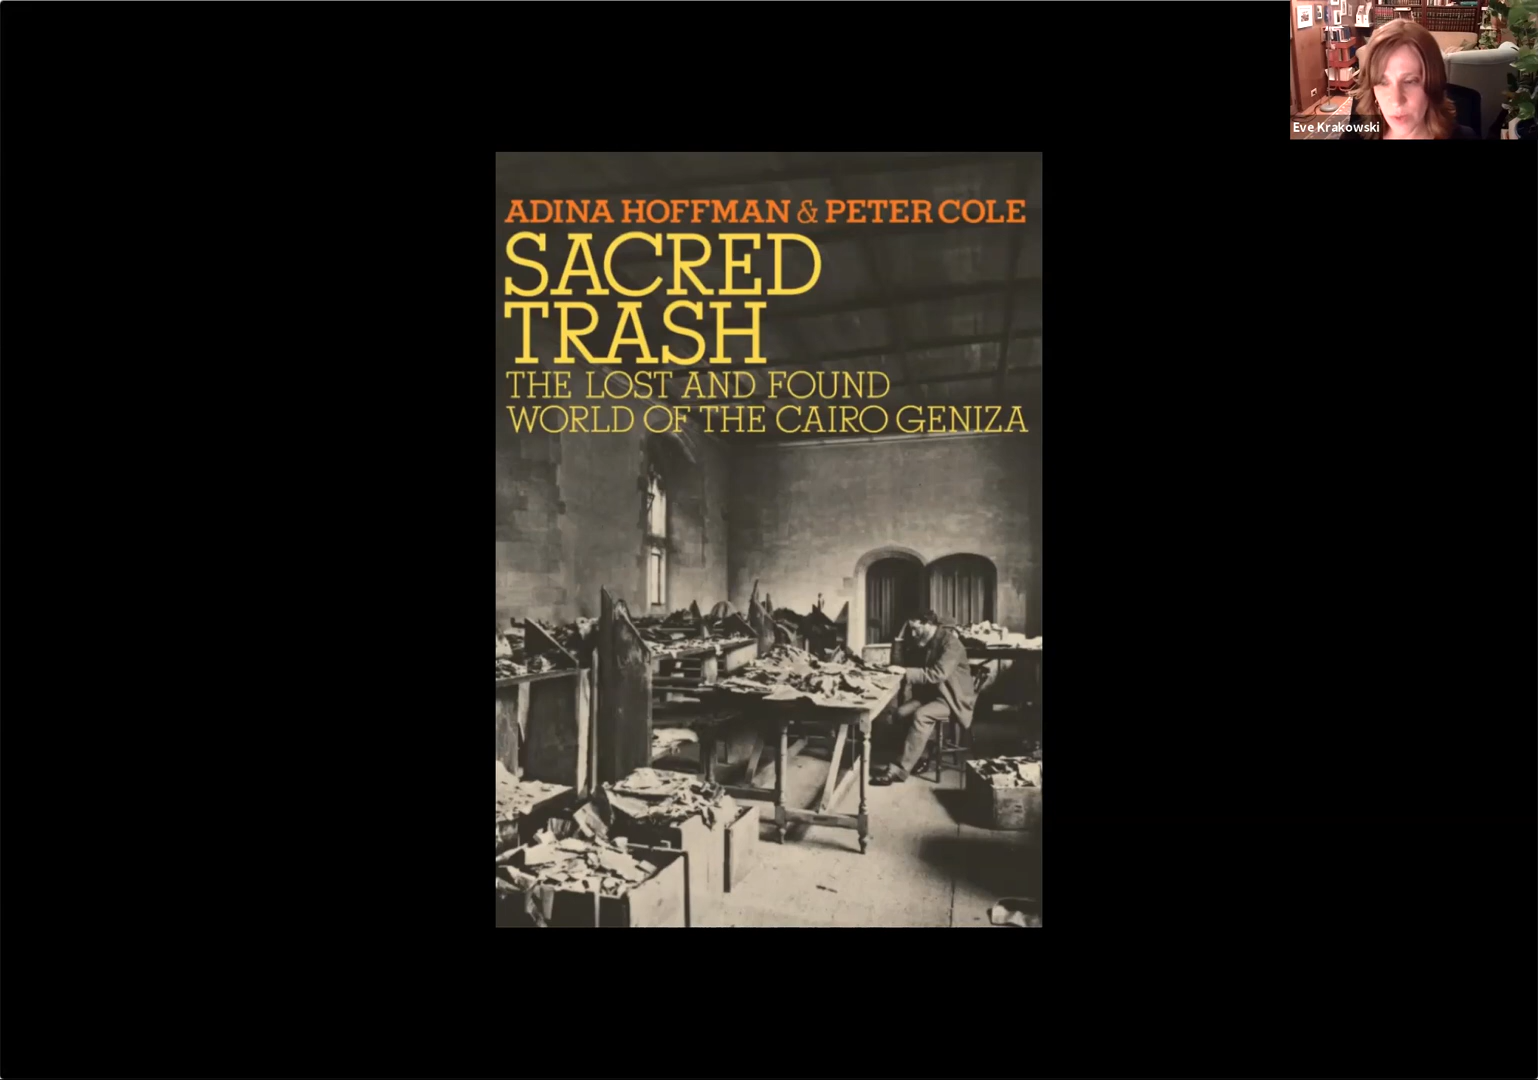 Eve Krakowski
ADINA HOFFMAN & PETER COLE
SACRED
TRASH
THE LOST AND FOUND
WORLD OF THE CAIRO GENIZA